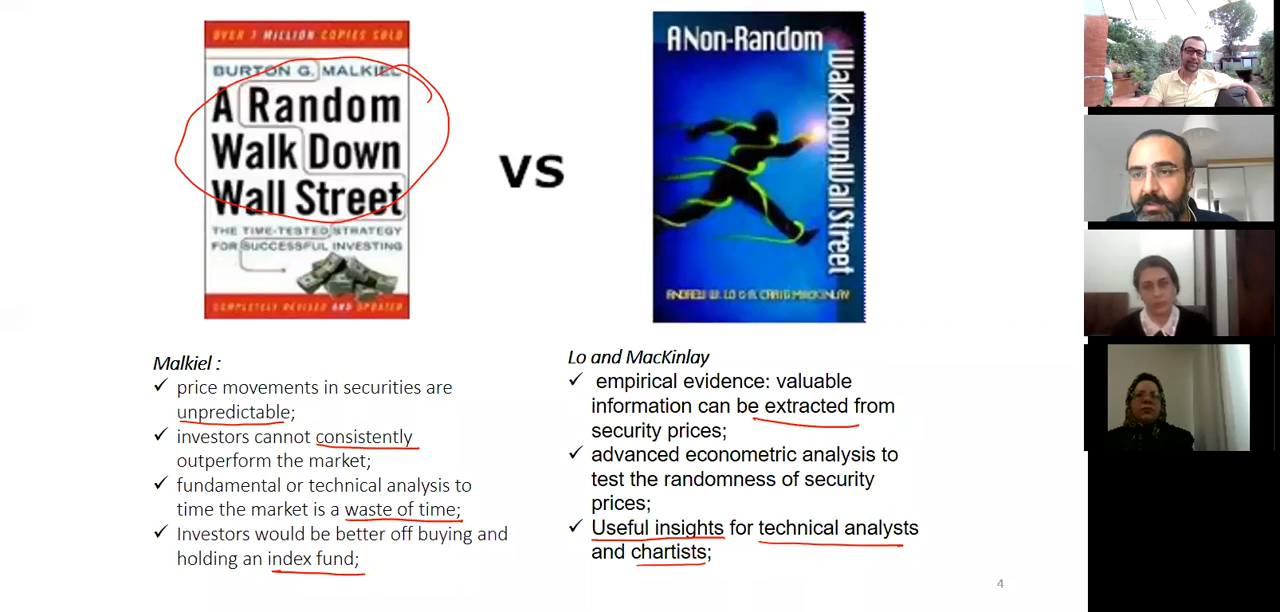 OVER 1 MILLION COPIES SOLD
BURTON G. MALKIEL
A Random
Walk Down
Wall Street
THE TIME-TESTED STRATEGY
FOR SUCCESSFUL INVESTING
COMPLETELY REVISED AND UPDATED
VS
A Non-Random
Walk Down Wall Street
ANDREW W. LO & A. CRAIG MACKINLAY
Malkiel :
✓ price movements in securities are
unpredictable;
✓ investors cannot consistently
outperform the market;
✓ fundamental or technical analysis to
time the market is a waste of time;
✓ Investors would be better off buying and
holding an index fund;
Lo and MacKinlay
✓ empirical evidence: valuable
information can be extracted from
security prices;
✓ advanced econometric analysis to
test the randomness of security
prices;
✓ Useful insights for technical analysts
and chartists;
4